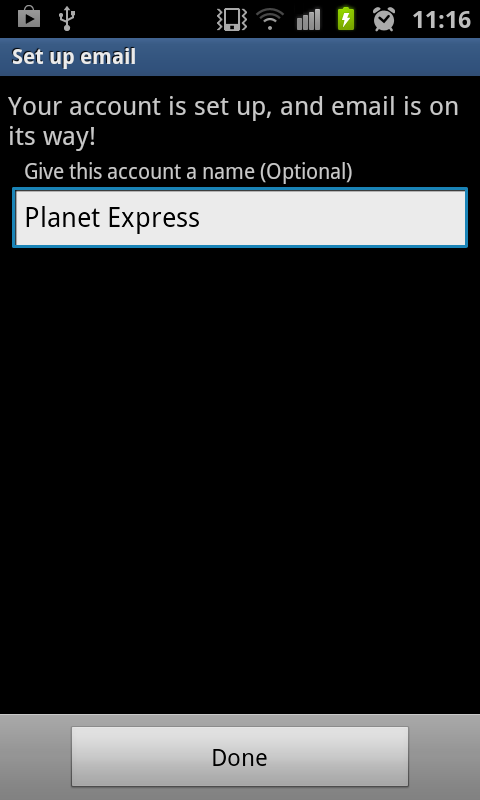 11:16
Set up email
Your account is set up, and email is on
its way!
Give this account a name (Optional)
Planet Express
Done